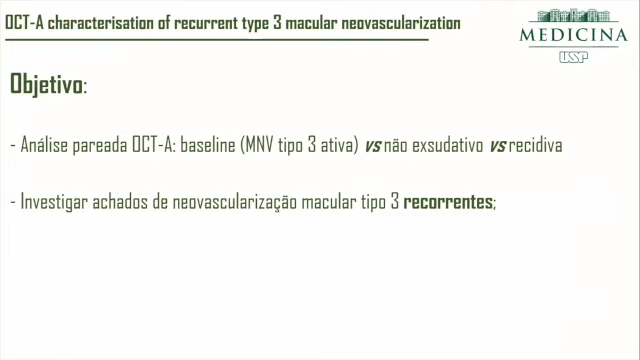 OCT-A characterisation of recurrent type 3 macular neovascularization
MEDICINA
USP
Objetivo:
- Análise pareada OCT-A: baseline (MNV tipo 3 ativa) vs não exsudativo vs recidiva
- Investigar achados de neovascularização macular tipo 3 recorrentes;